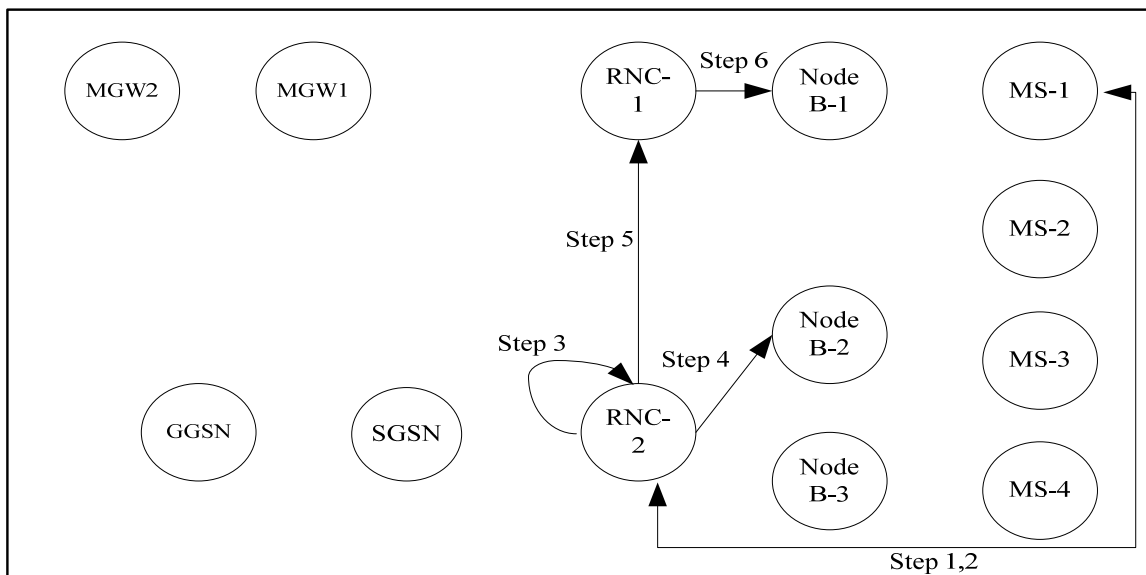 MGW2
MGW1
RNC-
1
Step 6
Node
B-1
MS-1
MS-2
Step 5
Node
B-2
MS-3
Step 3
Step 4
GGSN
SGSN
RNC-
2
Node
B-3
MS-4
Step 1,2